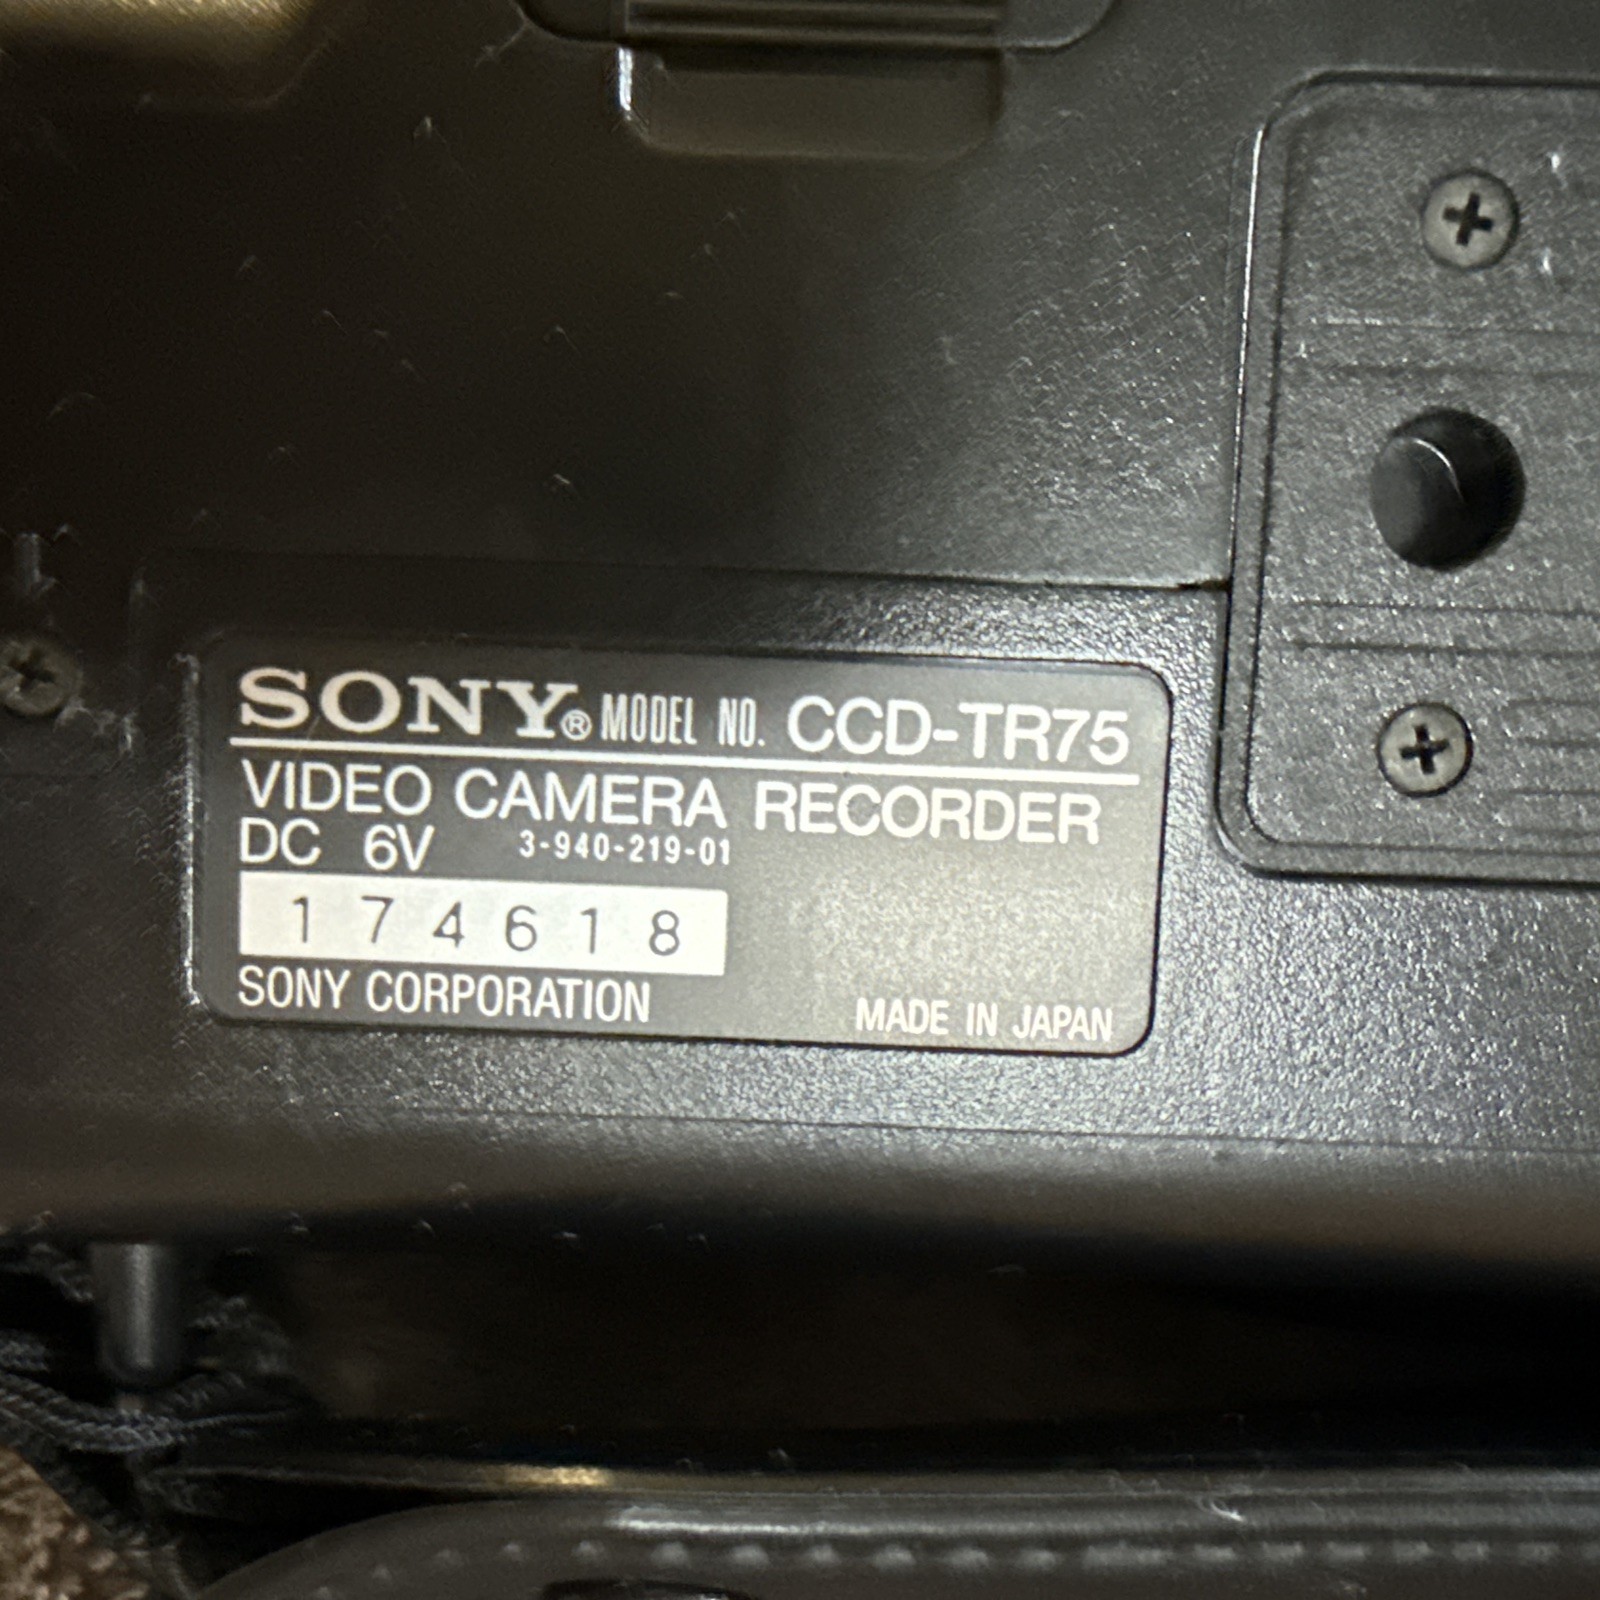 SONY® MODEL NO. CCD-TR75
VIDEO CAMERA RECORDER
DC 6V 3-940-219-01
174618
SONY CORPORATION MADE IN JAPAN